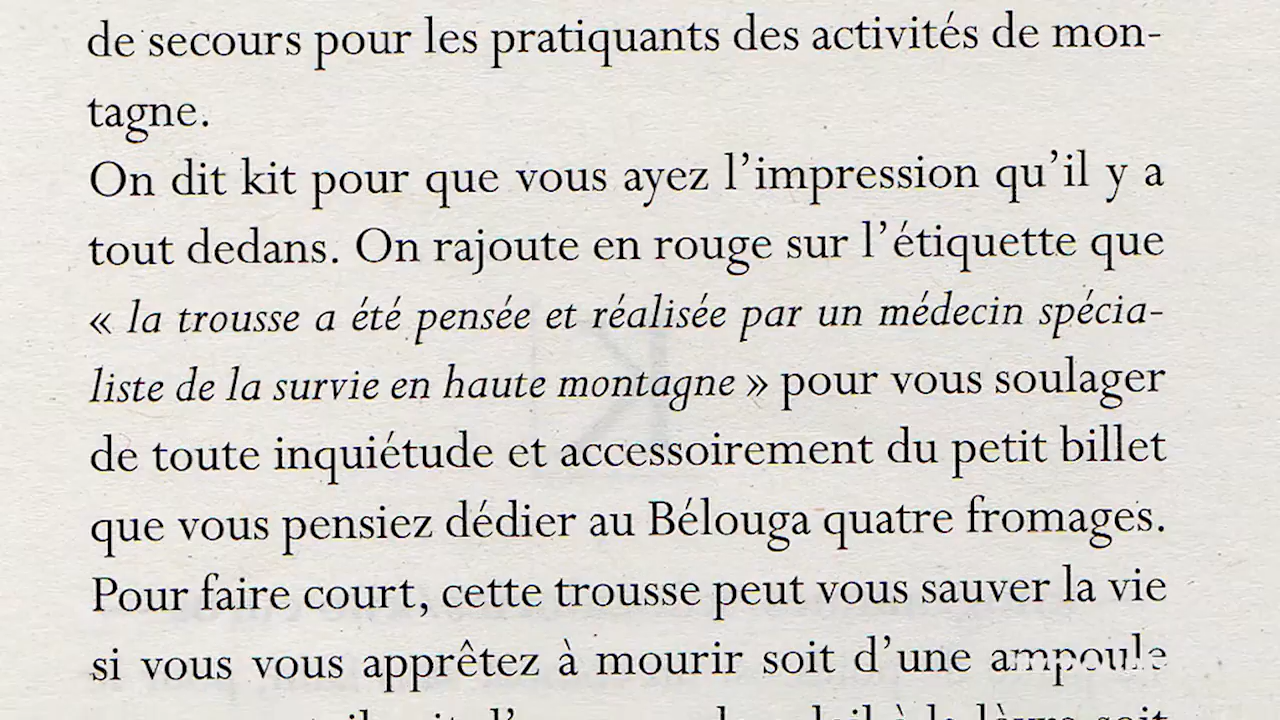 de secours pour les pratiquants des activités de mon-
tagne.
On dit kit pour que vous ayez l’impression qu’il y a
tout dedans. On rajoute en rouge sur l’étiquette que
« la trousse a été pensée et réalisée par un médecin spécia-
liste de la survie en haute montagne » pour vous soulager
de toute inquiétude et accessoirement du petit billet
que vous pensiez dédier au Bélouga quatre fromages.
Pour faire court, cette trousse peut vous sauver la vie
si vous vous apprêtez à mourir soit d’une ampoule